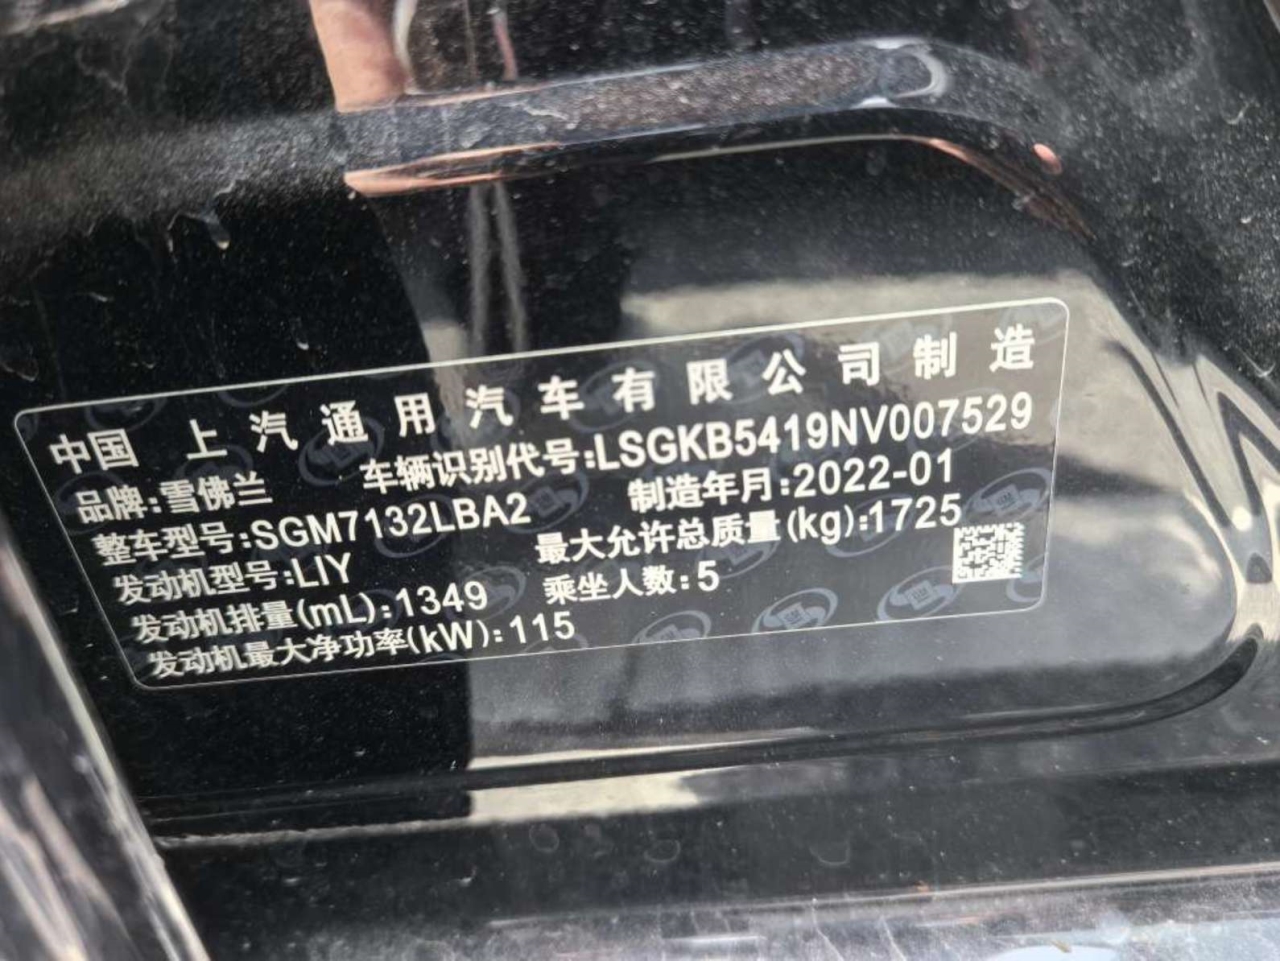 中国 上汽通用汽车有限公司制造
品牌:雪佛兰 车辆识别代号:LSGKB5419NV007529
整车型号:SGM7132LBA2 制造年月:2022-01
发动机型号:LIY 最大允许总质量(kg):1725
发动机排量(mL):1349 乘坐人数:5
发动机最大净功率(kW):115